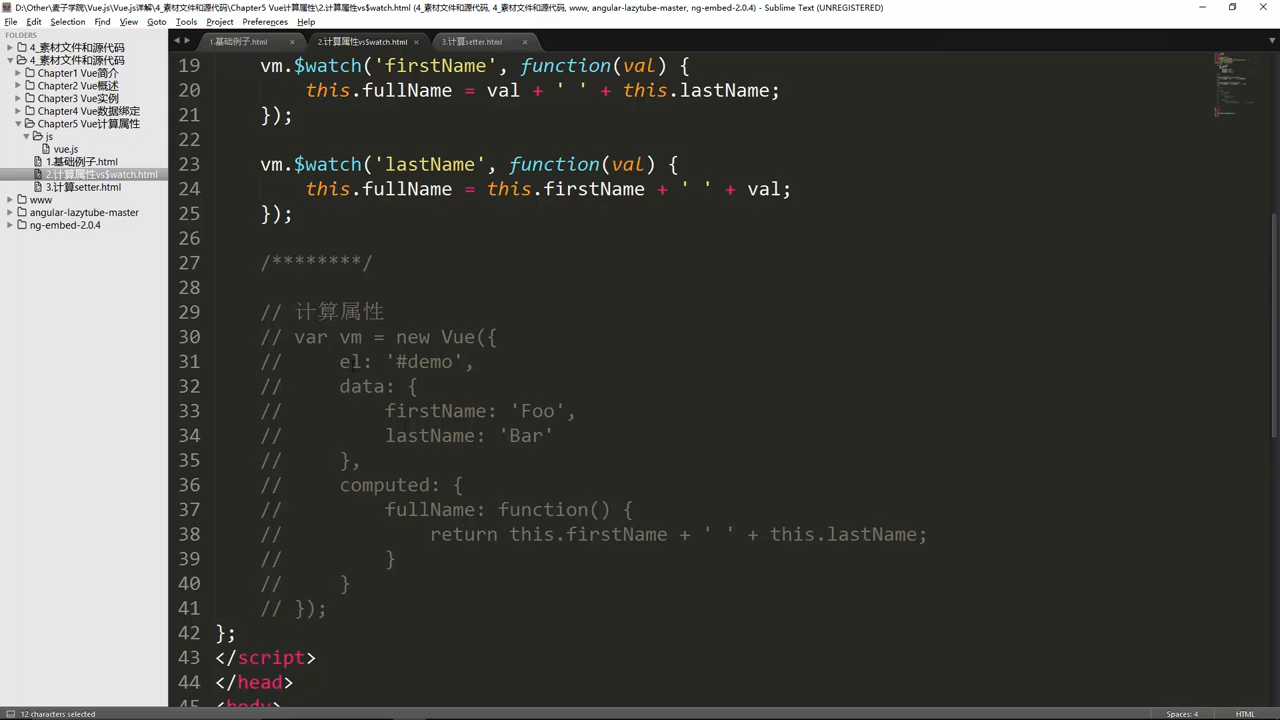 D:\Other\麦子学院\Vue\Vue.js详解\4_素材文件和源代码\Chapter5 Vue计算属性\2.计算属性vs$watch.html (4_素材文件和源代码, 4_素材文件和源代码, www, angular-lazytube-master, ng-embed-2.0.4) - Sublime Text (UNREGISTERED)
File Edit Selection Find View Goto Tools Project Preferences Help
FOLDERS
4_素材文件和源代码
4_素材文件和源代码
Chapter1 Vue简介
Chapter2 Vue概述
Chapter3 Vue实例
Chapter4 Vue数据绑定
Chapter5 Vue计算属性
js
vue.js
1.基础例子.html
2.计算属性vs$watch.html
3.计算setter.html
www
angular-lazytube-master
ng-embed-2.0.4
1.基础例子.html × 2.计算属性vs$watch.html × 3.计算setter.html ×
19 vm.$watch('firstName', function(val) {
20 this.fullName = val + ' ' + this.lastName;
21 });
22
23 vm.$watch('lastName', function(val) {
24 this.fullName = this.firstName + ' ' + val;
25 });
26
27 /********/
28
29 // 计算属性
30 // var vm = new Vue({
31 // el: '#demo',
32 // data: {
33 // firstName: 'Foo',
34 // lastName: 'Bar'
35 // },
36 // computed: {
37 // fullName: function() {
38 // return this.firstName + ' ' + this.lastName;
39 // }
40 // }
41 // });
42 };
43 </script>
44 </head>
45 <body>
12 characters selected
Spaces: 4 HTML